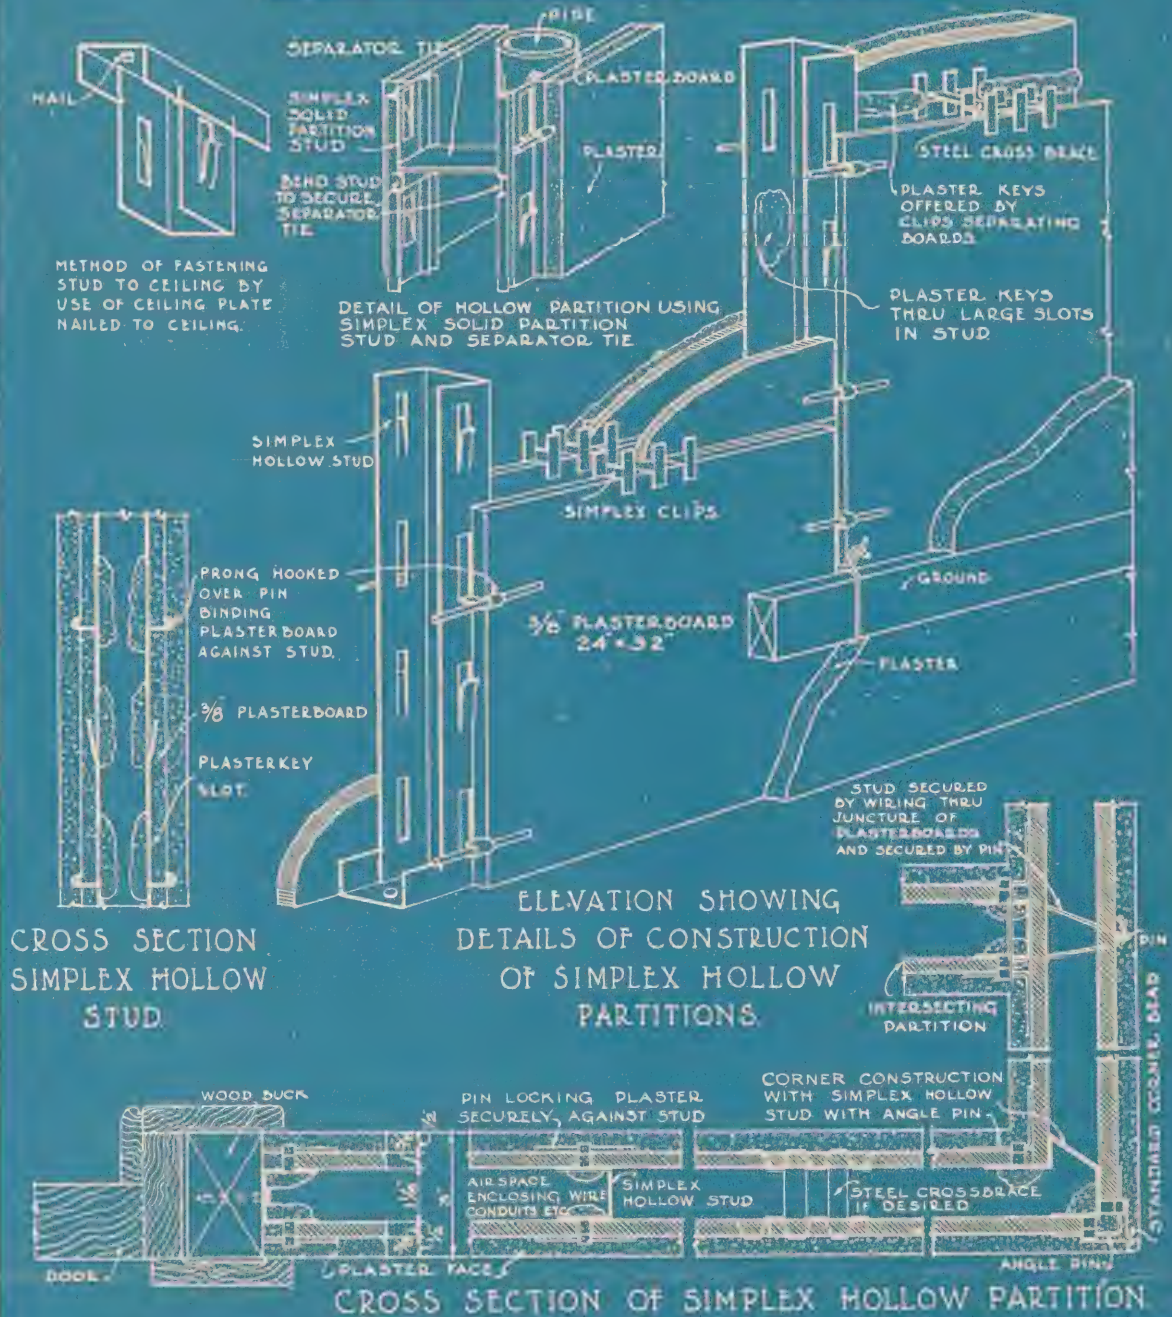 PIPE
SEPARATOR TIE
NAIL
PLASTERBOARD
SIMPLEX
SOLID
PARTITION
STUD
PLASTER
BEND STUD
TO SECURE
SEPARATOR
TIE
STEEL CROSS BRACE
PLASTER KEYS
OFFERED BY
CLIPS SEPARATING
BOARDS
METHOD OF FASTENING
STUD TO CEILING BY
USE OF CEILING PLATE
NAILED TO CEILING.
DETAIL OF HOLLOW PARTITION USING
SIMPLEX SOLID PARTITION
STUD AND SEPARATOR TIE
PLASTER KEYS
THRU LARGE SLOTS
IN STUD
SIMPLEX
HOLLOW STUD
SIMPLEX CLIPS
PRONG HOOKED
OVER PIN
BINDING
PLASTERBOARD
AGAINST STUD.
GROUND
3/8" PLASTERBOARD
24" × 32"
PLASTER
3/8 PLASTERBOARD
PLASTERKEY
SLOT
STUD SECURED
BY WIRING THRU
JUNCTURE OF
PLASTERBOARDS
AND SECURED BY PIN
ELEVATION SHOWING
DETAILS OF CONSTRUCTION
OF SIMPLEX HOLLOW
PARTITIONS
CROSS SECTION
SIMPLEX HOLLOW
STUD
PIN
INTERSECTING
PARTITION
STANDARD CORNER BEAD
WOOD BUCK
PIN LOCKING PLASTER
SECURELY AGAINST STUD
CORNER CONSTRUCTION
WITH SIMPLEX HOLLOW
STUD WITH ANGLE PIN
AIR SPACE
ENCLOSING WIRE
CONDUITS ETC
SIMPLEX
HOLLOW STUD
STEEL CROSSBRACE
IF DESIRED
DOOR
PLASTER FACE
ANGLE PINS
CROSS SECTION OF SIMPLEX HOLLOW PARTITION